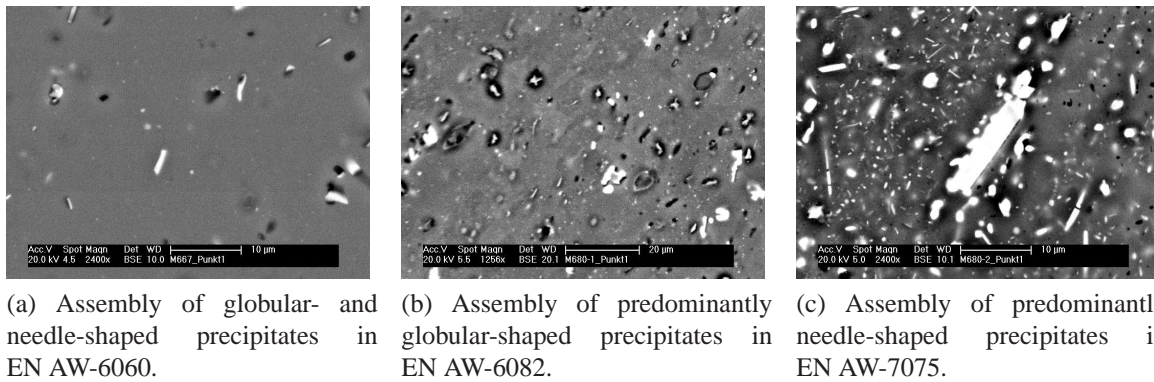 Acc.V Spot Magn Det WD 10 µm
20.0 kV 4.5 2400x BSE 10.0 M667_Punkt1
Acc.V Spot Magn Det WD 20 µm
20.0 kV 5.5 1256x BSE 20.1 M680-1_Punkt1
Acc.V Spot Magn Det WD 10 µm
20.0 kV 5.0 2400x BSE 10.1 M680-2_Punkt1
(a) Assembly of globular- and
needle-shaped precipitates in
EN AW-6060.
(b) Assembly of predominantly
globular-shaped precipitates in
EN AW-6082.
(c) Assembly of predominantl
needle-shaped precipitates i
EN AW-7075.